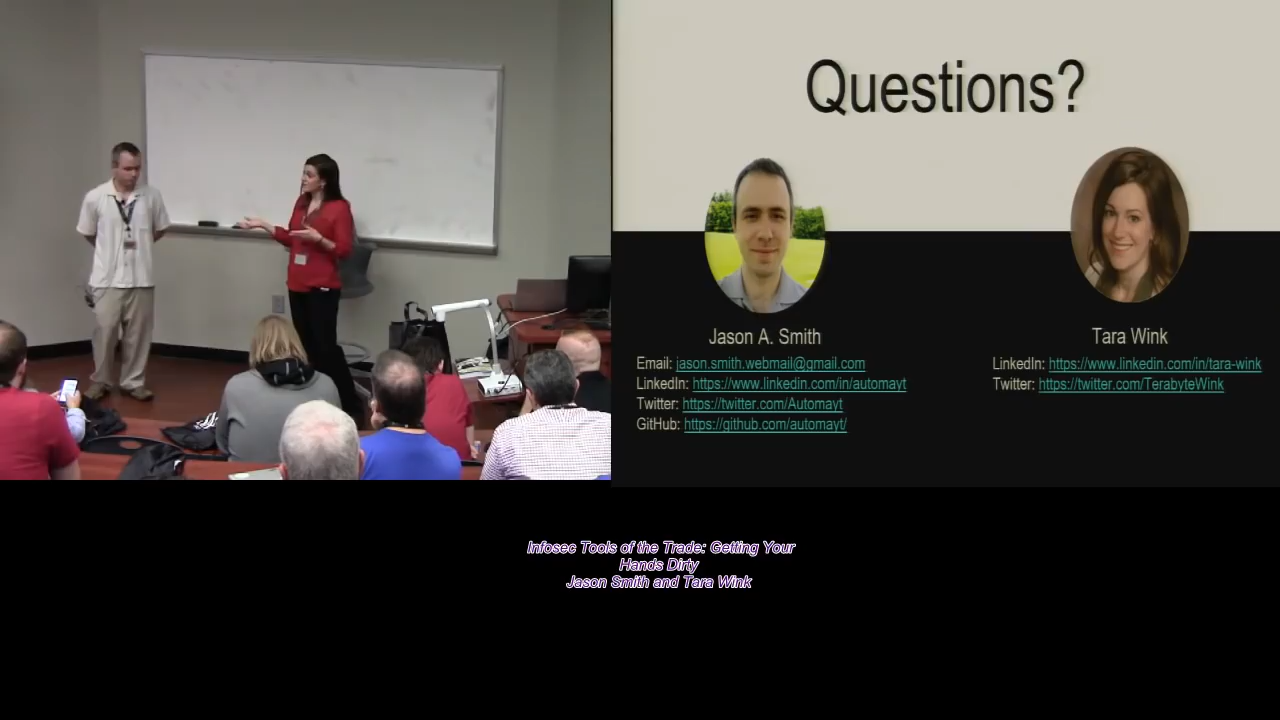 Questions?
Jason A. Smith
Email: jason.smith.webmail@gmail.com
LinkedIn: https://www.linkedin.com/in/automayt
Twitter: https://twitter.com/Automayt
GitHub: https://github.com/automayt/
Tara Wink
LinkedIn: https://www.linkedin.com/in/tara-wink
Twitter: https://twitter.com/TerabyteWink
Infosec Tools of the Trade: Getting Your
Hands Dirty
Jason Smith and Tara Wink